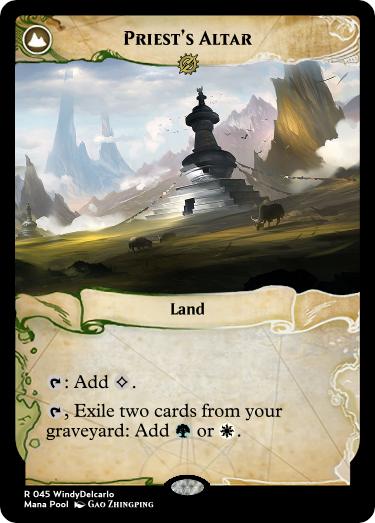 Priest's Altar
Land
: Add .
, Exile two cards from your
graveyard: Add or .
R 045 WindyDelcarlo
Mana Pool Gao Zhingping